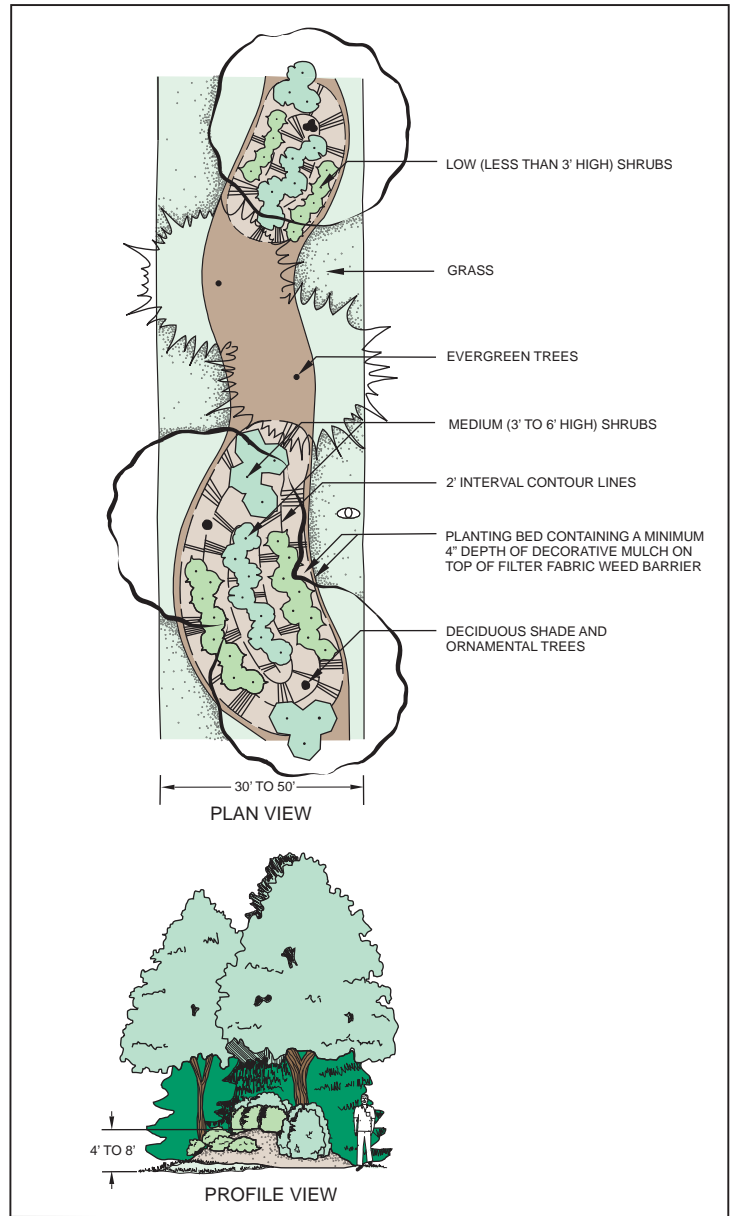 LOW (LESS THAN 3' HIGH) SHRUBS
GRASS
EVERGREEN TREES
MEDIUM (3' TO 6' HIGH) SHRUBS
2' INTERVAL CONTOUR LINES
PLANTING BED CONTAINING A MINIMUM
4" DEPTH OF DECORATIVE MULCH ON
TOP OF FILTER FABRIC WEED BARRIER
DECIDUOUS SHADE AND
ORNAMENTAL TREES
30' TO 50'
PLAN VIEW
4' TO 8'
PROFILE VIEW